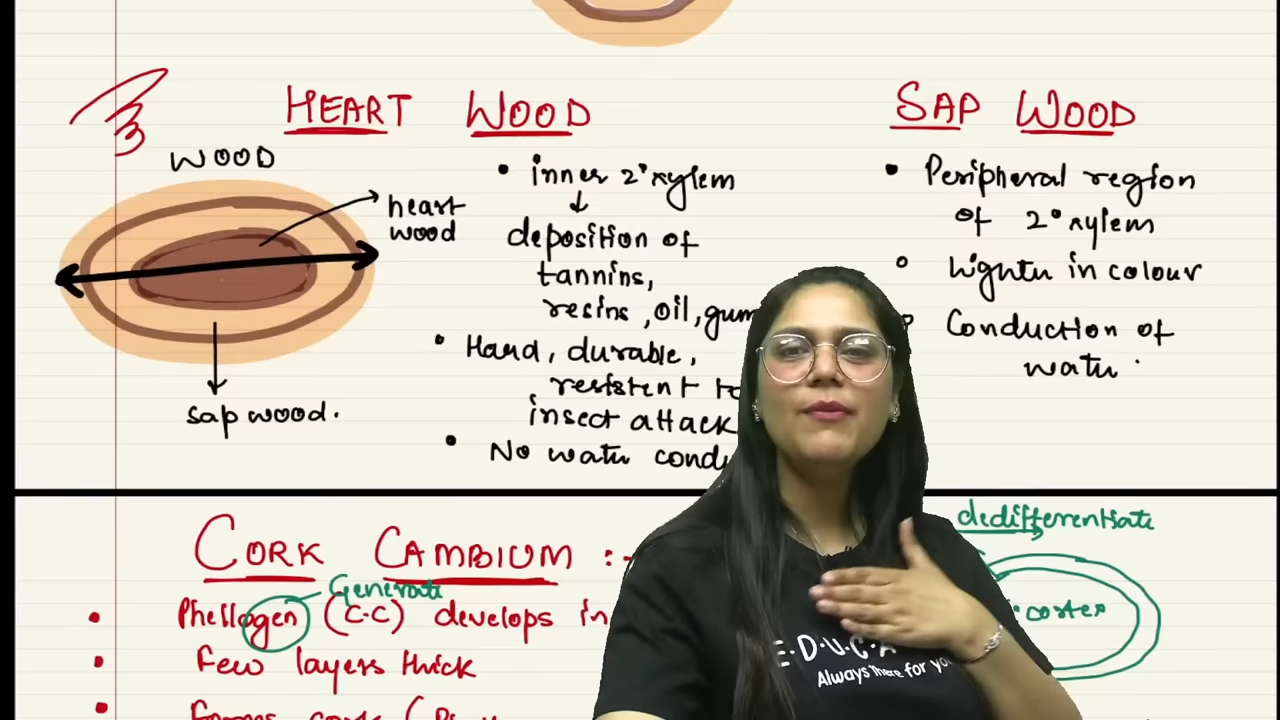 HEART WOOD
SAP WOOD
WOOD
heart
wood
sap wood.
• inner 2° xylem
↓
deposition of
tannins,
resins, oil, gum
• Hard, durable,
resistent to
insect attack
• No water condu
• Peripheral region
of 2° xylem
• Lighter in colour
Conduction of
water.
CORK CAMBIUM :-
Generate
• Phellogen (C.C) develops in
• Few layers thick
•
dedifferentiate
cortex
E·D·U·C·A
Always there for yo